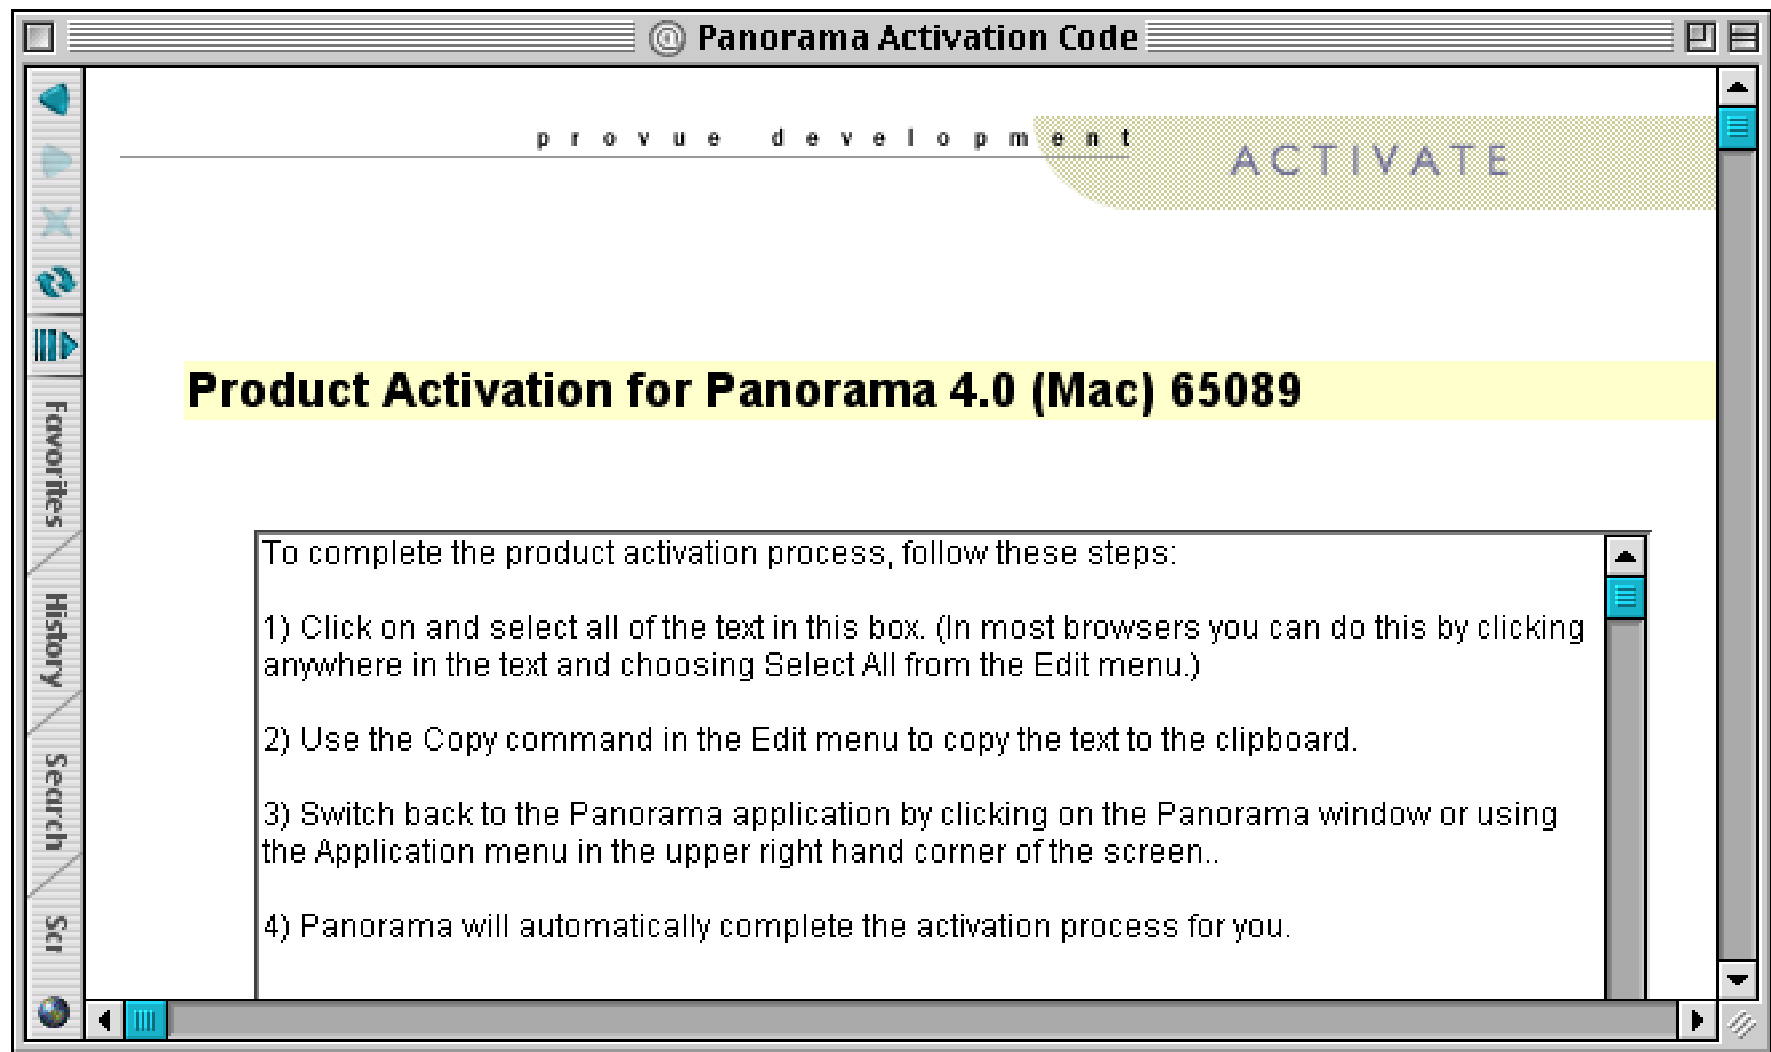 @ Panorama Activation Code
provue development
ACTIVATE
Product Activation for Panorama 4.0 (Mac) 65089
To complete the product activation process, follow these steps:
1) Click on and select all of the text in this box. (In most browsers you can do this by clicking
anywhere in the text and choosing Select All from the Edit menu.)
2) Use the Copy command in the Edit menu to copy the text to the clipboard.
3) Switch back to the Panorama application by clicking on the Panorama window or using
the Application menu in the upper right hand corner of the screen..
4) Panorama will automatically complete the activation process for you.
Favorites
History
Search
Scr